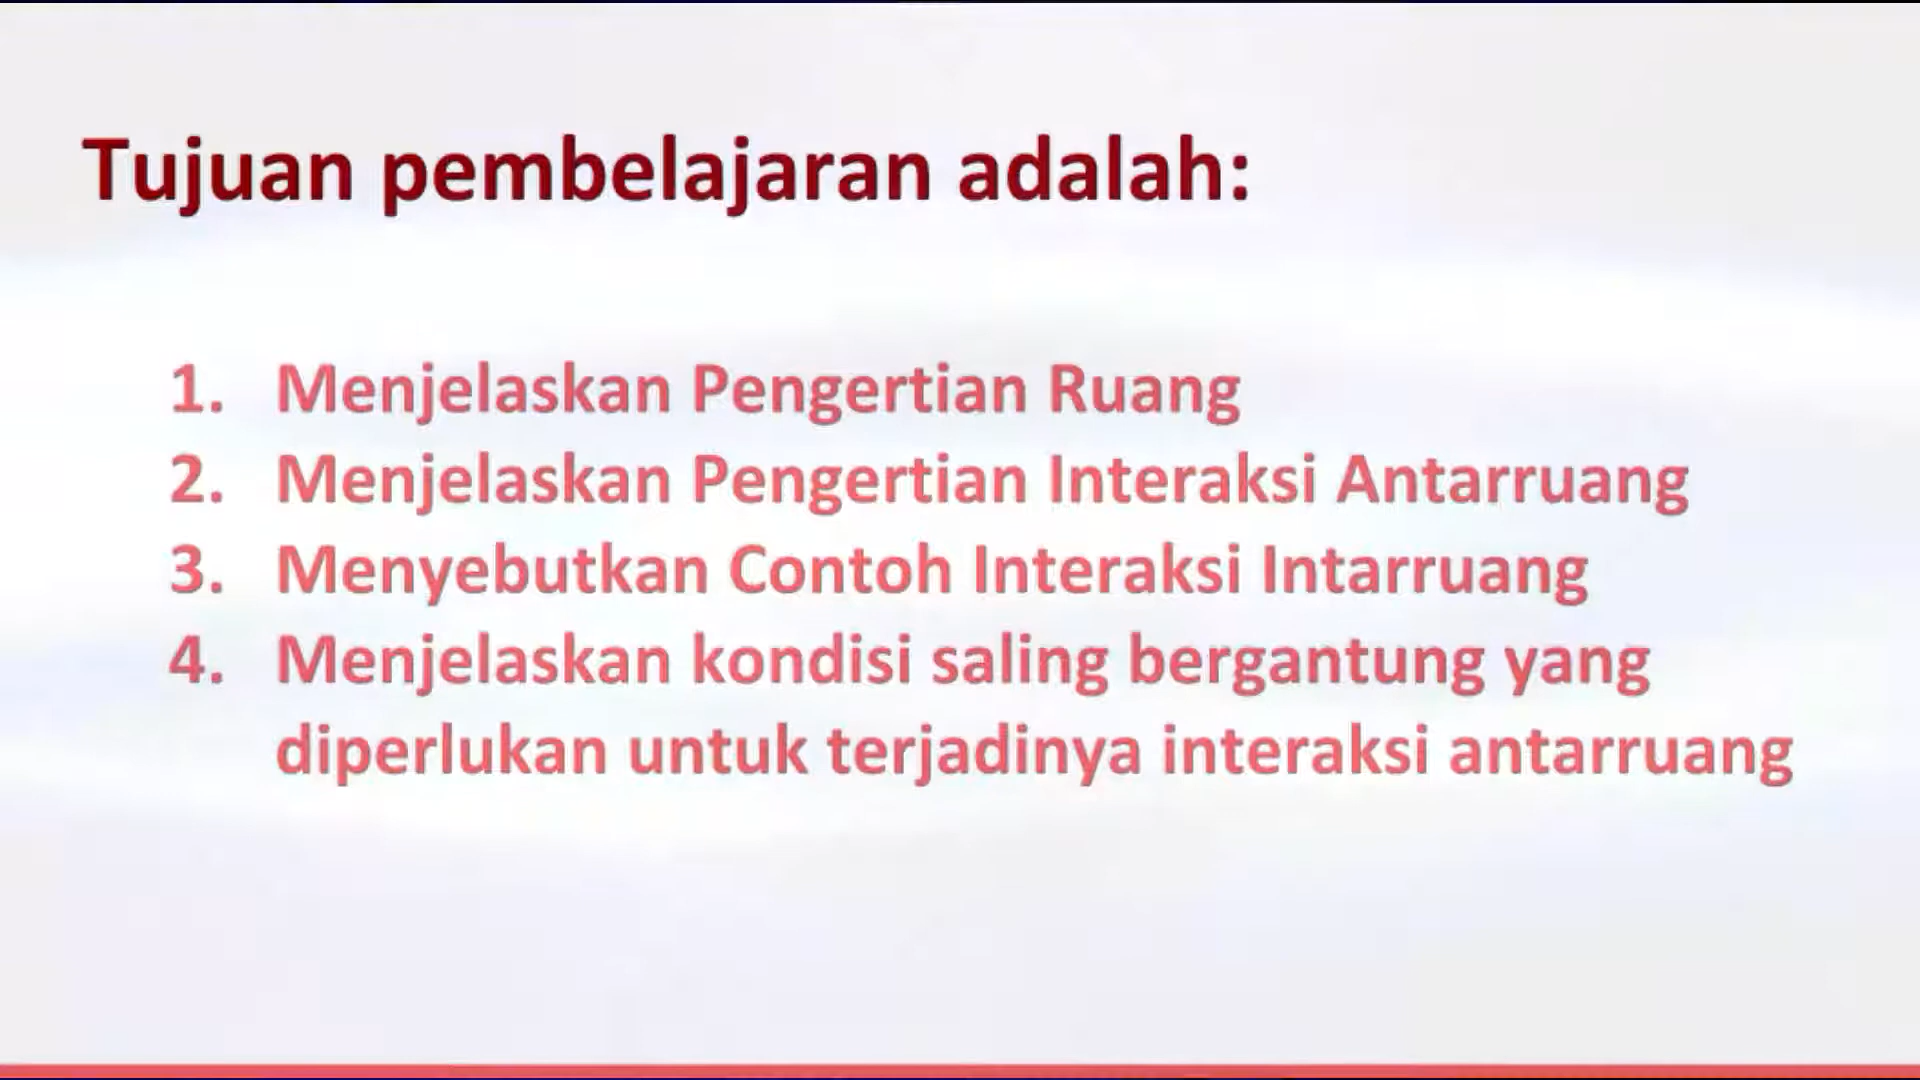 Tujuan pembelajaran adalah:
1. Menjelaskan Pengertian Ruang
2. Menjelaskan Pengertian Interaksi Antarruang
3. Menyebutkan Contoh Interaksi Intarruang
4. Menjelaskan kondisi saling bergantung yang
diperlukan untuk terjadinya interaksi antarruang